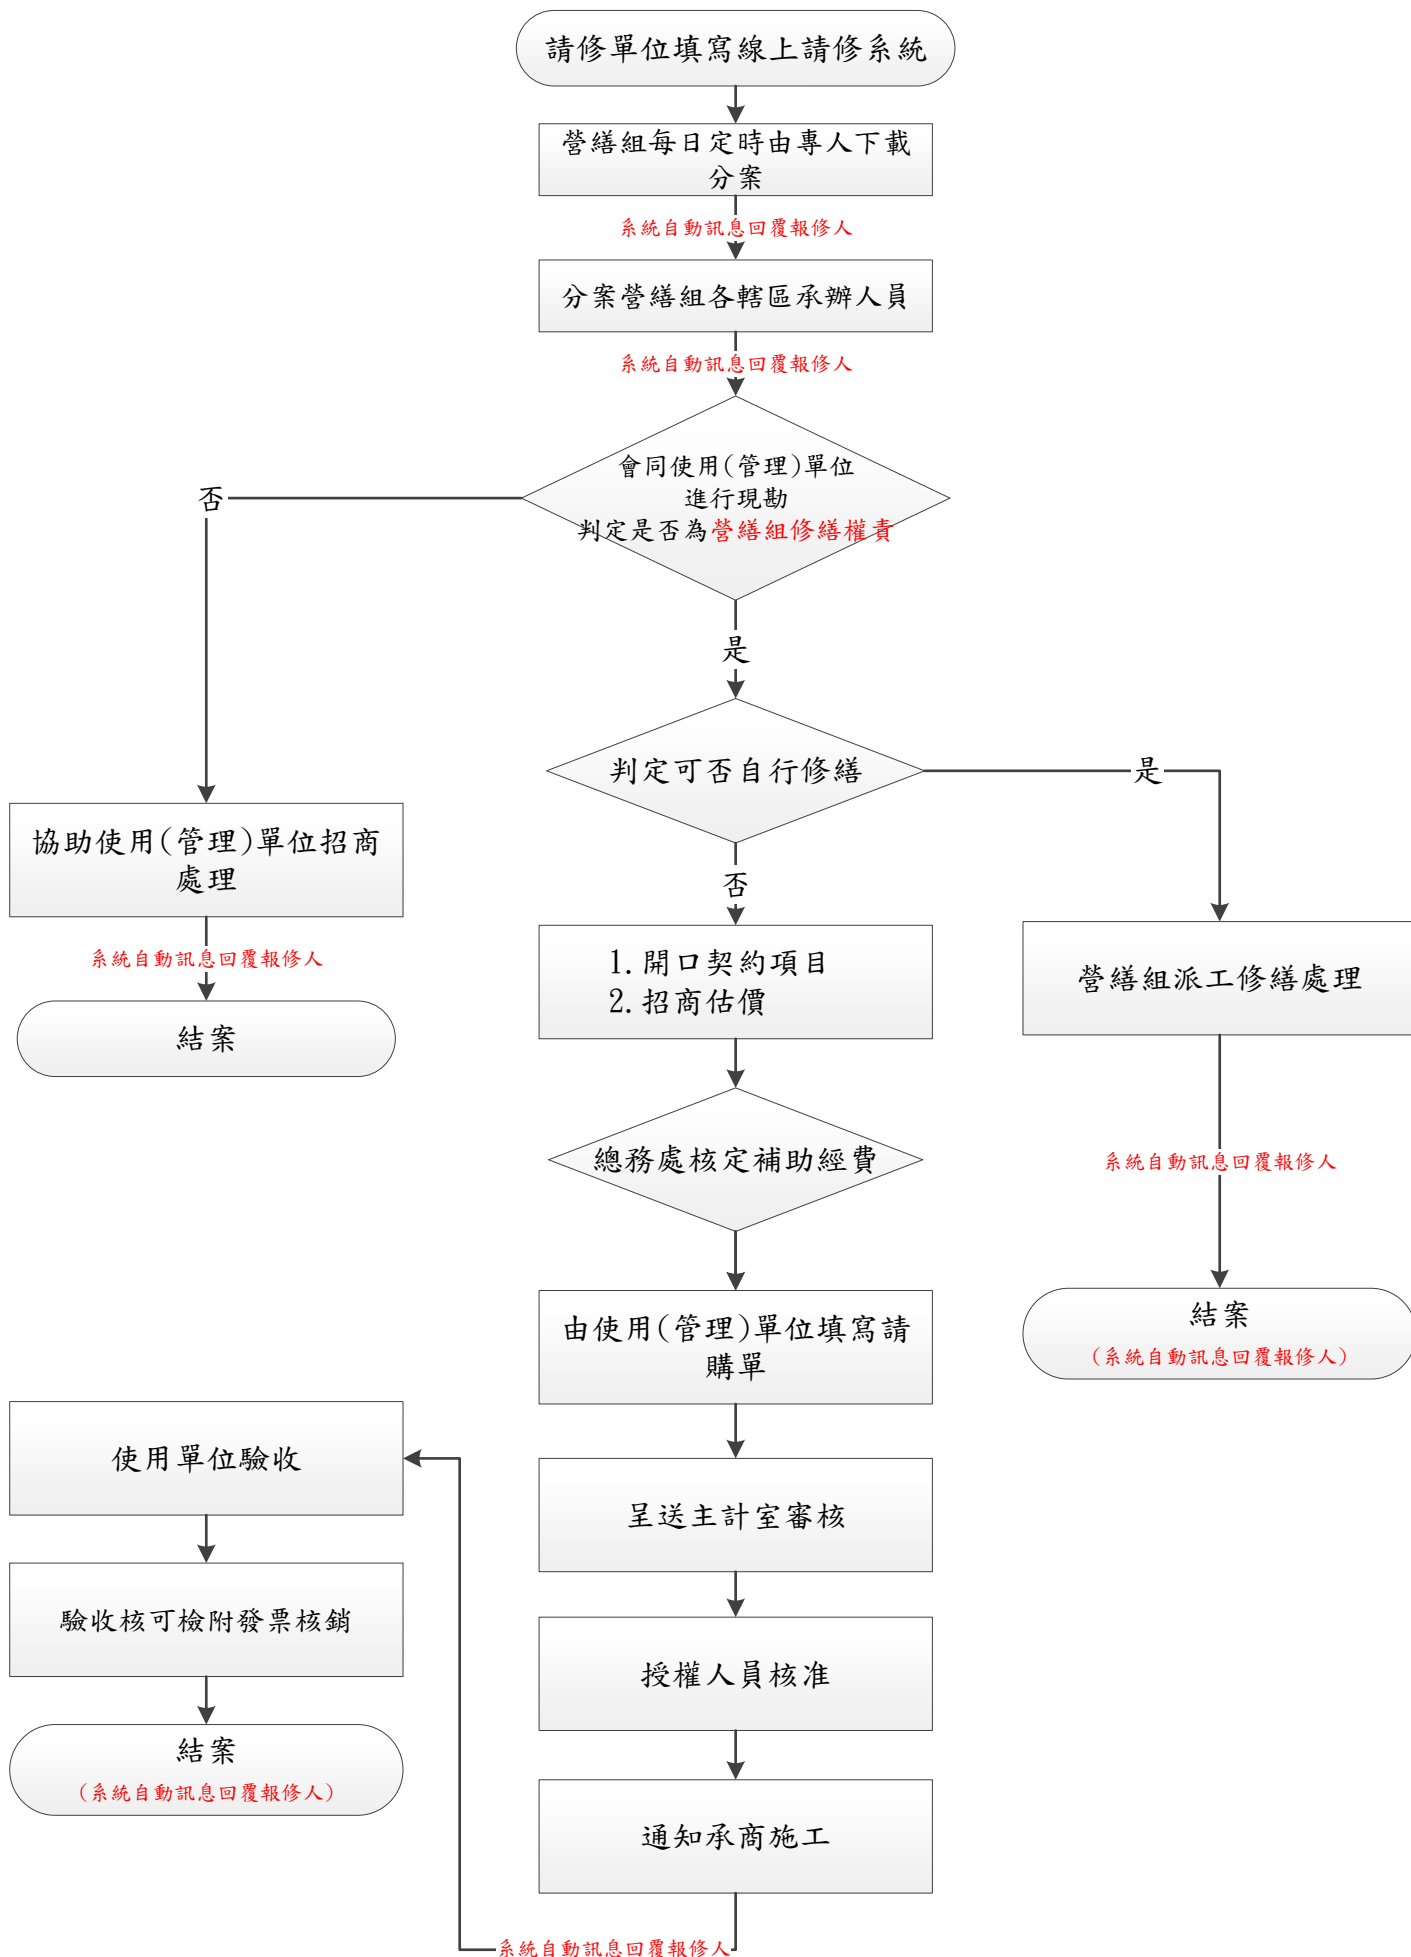 請修單位填寫線上請修系統
營繕組每日定時由專人下載
分案
系統自動訊息回覆報修人
分案營繕組各轄區承辦人員
系統自動訊息回覆報修人
會同使用(管理)單位
進行現勘
判定是否為營繕組修繕權責
否
是
判定可否自行修繕
是
否
協助使用(管理)單位招商
處理
系統自動訊息回覆報修人
結案
1. 開口契約項目
2. 招商估價
營繕組派工修繕處理
系統自動訊息回覆報修人
結案
(系統自動訊息回覆報修人)
總務處核定補助經費
由使用(管理)單位填寫請
購單
呈送主計室審核
授權人員核准
通知承商施工
系統自動訊息回覆報修人
使用單位驗收
驗收核可檢附發票核銷
結案
(系統自動訊息回覆報修人)